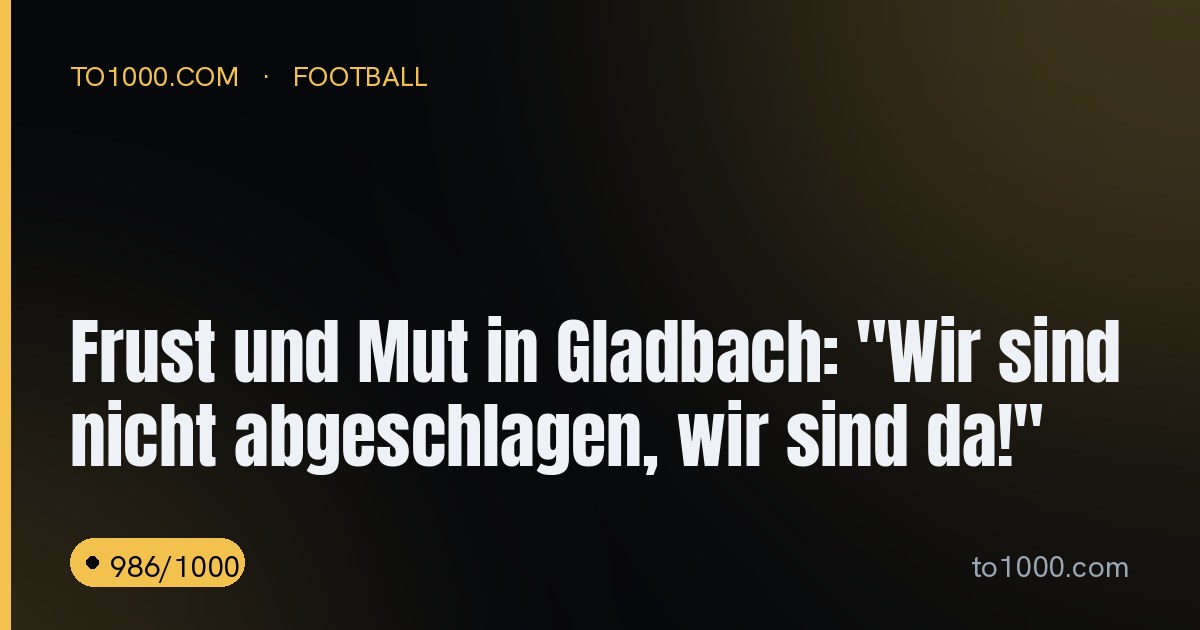 TO1000.COM · FOOTBALL
Frust und Mut in Gladbach: "Wir sind
nicht abgeschlagen, wir sind da!"
986/1000
to1000.com